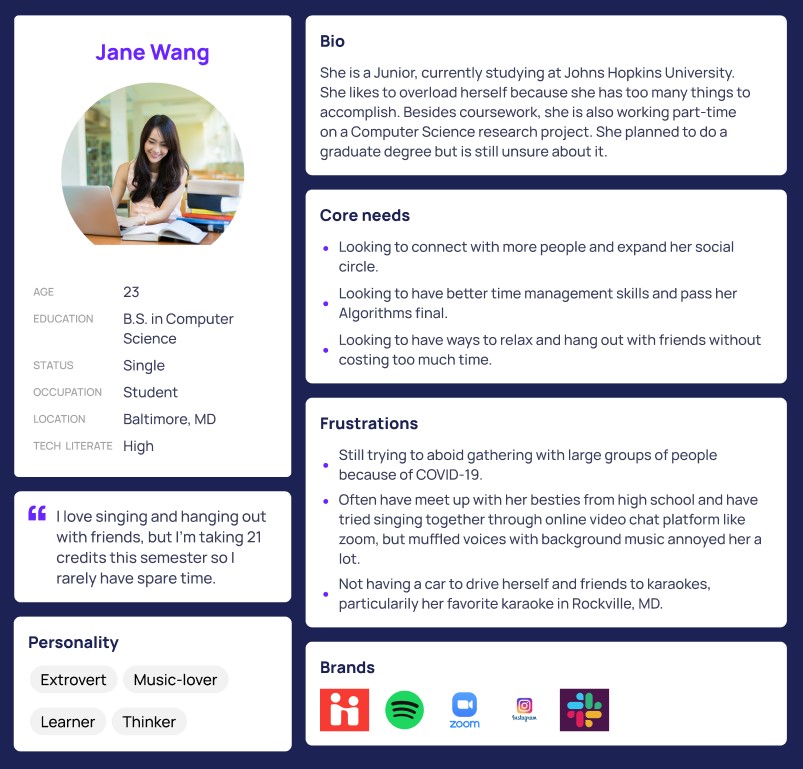 Jane Wang
AGE 23
EDUCATION B.S. in Computer
Science
STATUS Single
OCCUPATION Student
LOCATION Baltimore, MD
TECH LITERATE High
“ I love singing and hanging out
with friends, but I'm taking 21
credits this semester so I
rarely have spare time.
Personality
Extrovert Music-lover
Learner Thinker
Bio
She is a Junior, currently studying at Johns Hopkins University.
She likes to overload herself because she has too many things to
accomplish. Besides coursework, she is also working part-time
on a Computer Science research project. She planned to do a
graduate degree but is still unsure about it.
Core needs
• Looking to connect with more people and expand her social
circle.
• Looking to have better time management skills and pass her
Algorithms final.
• Looking to have ways to relax and hang out with friends without
costing too much time.
Frustrations
• Still trying to aboid gathering with large groups of people
because of COVID-19.
• Often have meet up with her besties from high school and have
tried singing together through online video chat platform like
zoom, but muffled voices with background music annoyed her a
lot.
• Not having a car to drive herself and friends to karaokes,
particularily her favorite karaoke in Rockville, MD.
Brands
zoom
Instagram